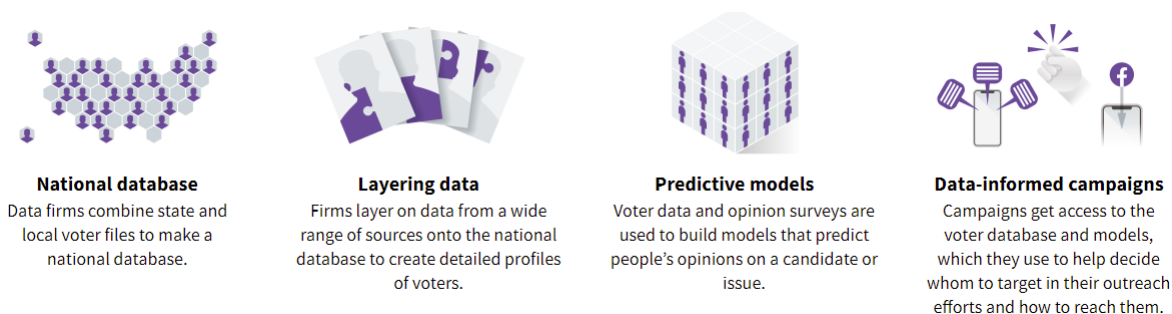 National database
Data firms combine state and
local voter files to make a
national database.
Layering data
Firms layer on data from a wide
range of sources onto the national
database to create detailed profiles
of voters.
Predictive models
Voter data and opinion surveys are
used to build models that predict
people’s opinions on a candidate or
issue.
Data-informed campaigns
Campaigns get access to the
voter database and models,
which they use to help decide
whom to target in their outreach
efforts and how to reach them.